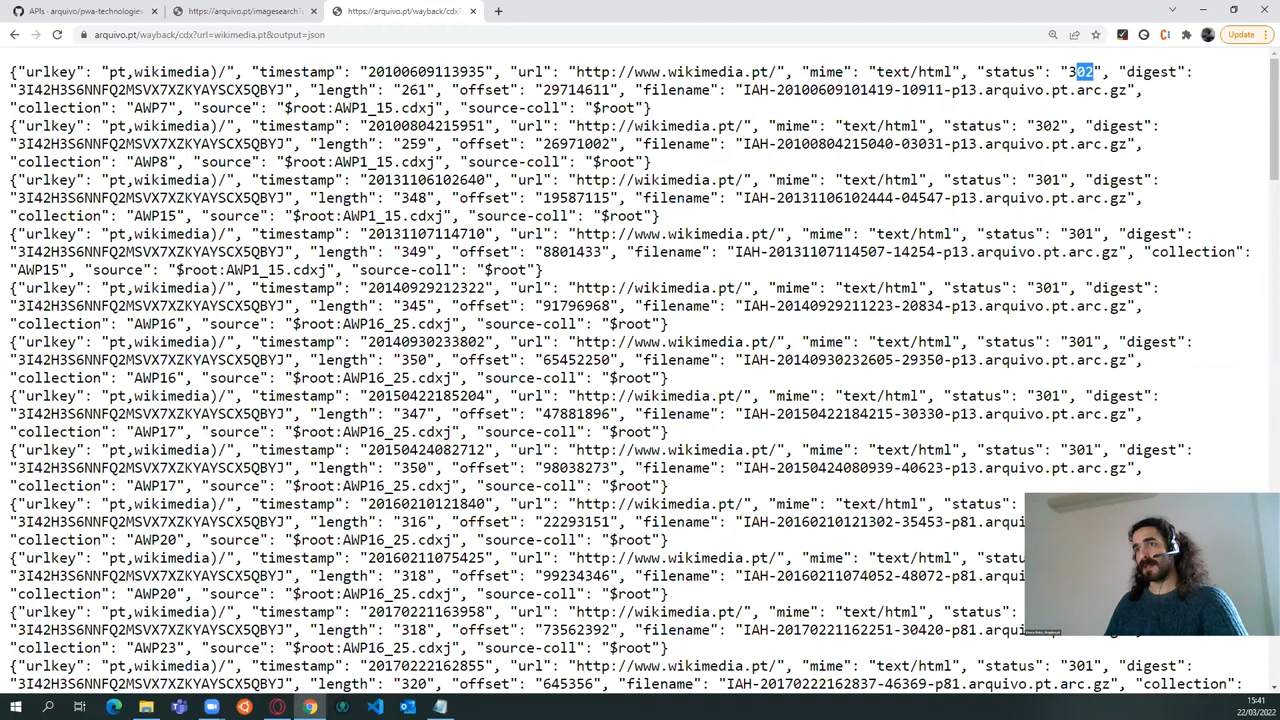 APIs · arquivo/pwa-technologies
https://arquivo.pt/imagesearch?
https://arquivo.pt/wayback/cdx?
arquivo.pt/wayback/cdx?url=wikimedia.pt&output=json
Update
{"urlkey": "pt,wikimedia)/", "timestamp": "20100609113935", "url": "http://www.wikimedia.pt/", "mime": "text/html", "status": "302", "digest":
"3I42H3S6NNFQ2MSVX7XZKYAYSCX5QBYJ", "length": "261", "offset": "29714611", "filename": "IAH-20100609101419-10911-p13.arquivo.pt.arc.gz",
"collection": "AWP7", "source": "$root:AWP1_15.cdxj", "source-coll": "$root"}
{"urlkey": "pt,wikimedia)/", "timestamp": "20100804215951", "url": "http://wikimedia.pt/", "mime": "text/html", "status": "302", "digest":
"3I42H3S6NNFQ2MSVX7XZKYAYSCX5QBYJ", "length": "259", "offset": "26971002", "filename": "IAH-20100804215040-03031-p13.arquivo.pt.arc.gz",
"collection": "AWP8", "source": "$root:AWP1_15.cdxj", "source-coll": "$root"}
{"urlkey": "pt,wikimedia)/", "timestamp": "20131106102640", "url": "http://wikimedia.pt/", "mime": "text/html", "status": "301", "digest":
"3I42H3S6NNFQ2MSVX7XZKYAYSCX5QBYJ", "length": "348", "offset": "19587115", "filename": "IAH-20131106102444-04547-p13.arquivo.pt.arc.gz",
"collection": "AWP15", "source": "$root:AWP1_15.cdxj", "source-coll": "$root"}
{"urlkey": "pt,wikimedia)/", "timestamp": "20131107114710", "url": "http://wikimedia.pt/", "mime": "text/html", "status": "301", "digest":
"3I42H3S6NNFQ2MSVX7XZKYAYSCX5QBYJ", "length": "349", "offset": "8801433", "filename": "IAH-20131107114507-14254-p13.arquivo.pt.arc.gz", "collection":
"AWP15", "source": "$root:AWP1_15.cdxj", "source-coll": "$root"}
{"urlkey": "pt,wikimedia)/", "timestamp": "20140929212322", "url": "http://wikimedia.pt/", "mime": "text/html", "status": "301", "digest":
"3I42H3S6NNFQ2MSVX7XZKYAYSCX5QBYJ", "length": "345", "offset": "91796968", "filename": "IAH-20140929211223-20834-p13.arquivo.pt.arc.gz",
"collection": "AWP16", "source": "$root:AWP16_25.cdxj", "source-coll": "$root"}
{"urlkey": "pt,wikimedia)/", "timestamp": "20140930233802", "url": "http://wikimedia.pt/", "mime": "text/html", "status": "301", "digest":
"3I42H3S6NNFQ2MSVX7XZKYAYSCX5QBYJ", "length": "350", "offset": "65452250", "filename": "IAH-20140930232605-29350-p13.arquivo.pt.arc.gz",
"collection": "AWP16", "source": "$root:AWP16_25.cdxj", "source-coll": "$root"}
{"urlkey": "pt,wikimedia)/", "timestamp": "20150422185204", "url": "http://wikimedia.pt/", "mime": "text/html", "status": "301", "digest":
"3I42H3S6NNFQ2MSVX7XZKYAYSCX5QBYJ", "length": "347", "offset": "47881896", "filename": "IAH-20150422184215-30330-p13.arquivo.pt.arc.gz",
"collection": "AWP17", "source": "$root:AWP16_25.cdxj", "source-coll": "$root"}
{"urlkey": "pt,wikimedia)/", "timestamp": "20150424082712", "url": "http://wikimedia.pt/", "mime": "text/html", "status": "301", "digest":
"3I42H3S6NNFQ2MSVX7XZKYAYSCX5QBYJ", "length": "350", "offset": "98038273", "filename": "IAH-20150424080939-40623-p13.arquivo.pt.arc.gz",
"collection": "AWP17", "source": "$root:AWP16_25.cdxj", "source-coll": "$root"}
{"urlkey": "pt,wikimedia)/", "timestamp": "20160210121840", "url": "http://www.wikimedia.pt/", "mime": "text/html", "status":
"3I42H3S6NNFQ2MSVX7XZKYAYSCX5QBYJ", "length": "316", "offset": "22293151", "filename": "IAH-20160210121302-35453-p81.arqu
"collection": "AWP20", "source": "$root:AWP16_25.cdxj", "source-coll": "$root"}
{"urlkey": "pt,wikimedia)/", "timestamp": "20160211075425", "url": "http://www.wikimedia.pt/", "mime": "text/html", "status":
"3I42H3S6NNFQ2MSVX7XZKYAYSCX5QBYJ", "length": "318", "offset": "99234346", "filename": "IAH-20160211074052-48072-p81.arqu
"collection": "AWP20", "source": "$root:AWP16_25.cdxj", "source-coll": "$root"}
{"urlkey": "pt,wikimedia)/", "timestamp": "20170221163958", "url": "http://www.wikimedia.pt/", "mime": "text/html", "status":
"3I42H3S6NNFQ2MSVX7XZKYAYSCX5QBYJ", "length": "318", "offset": "73562392", "filename": "IAH-20170221162251-30420-p81.arqu
"collection": "AWP23", "source": "$root:AWP16_25.cdxj", "source-coll": "$root"}
{"urlkey": "pt,wikimedia)/", "timestamp": "20170222162855", "url": "http://www.wikimedia.pt/", "mime": "text/html", "status": "301", "digest":
"3I42H3S6NNFQ2MSVX7XZKYAYSCX5QBYJ", "length": "320", "offset": "645356", "filename": "IAH-20170222162837-46369-p81.arquivo.pt.arc.gz", "collection":
15:41
22/03/2022